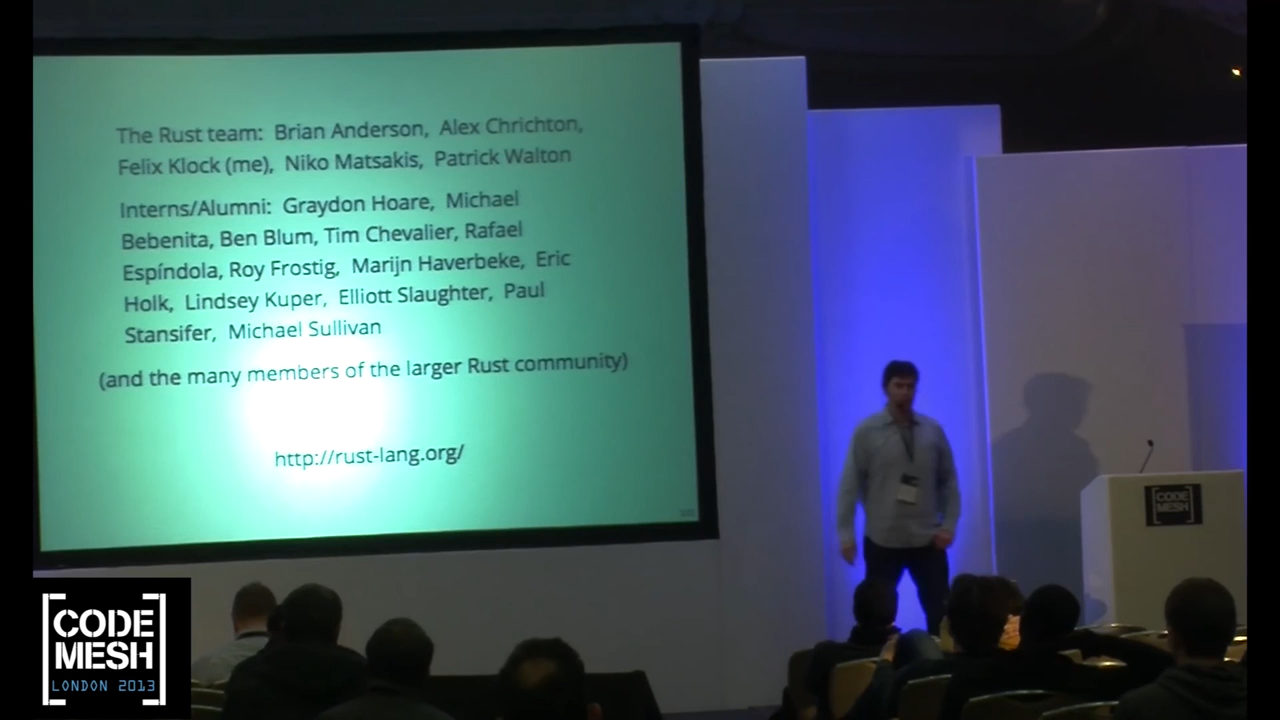 The Rust team: Brian Anderson, Alex Chrichton,
Felix Klock (me), Niko Matsakis, Patrick Walton
Interns/Alumni: Graydon Hoare, Michael
Bebenita, Ben Blum, Tim Chevalier, Rafael
Espíndola, Roy Frostig, Marijn Haverbeke, Eric
Holk, Lindsey Kuper, Elliott Slaughter, Paul
Stansifer, Michael Sullivan
(and the many members of the larger Rust community)
http://rust-lang.org/
CODE
MESH
CODE
MESH
LONDON 2013